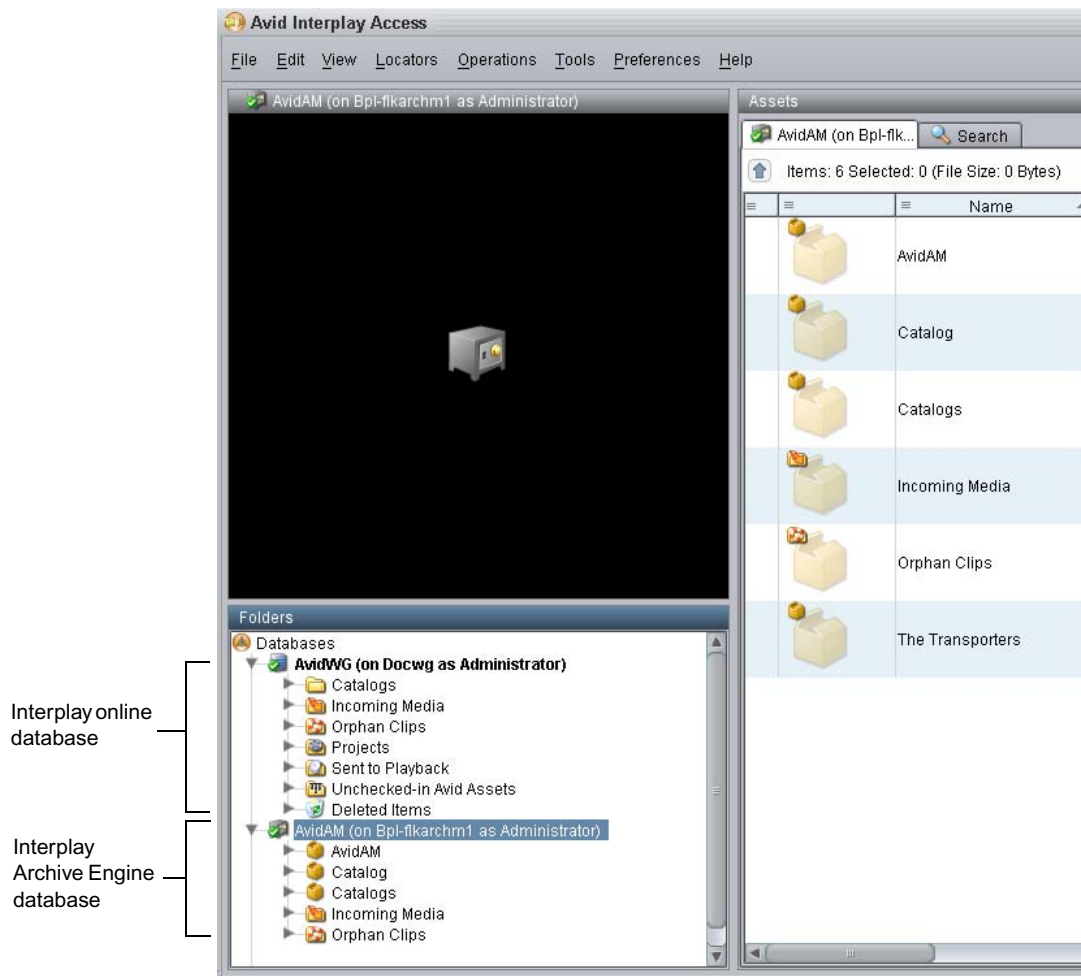 Avid Interplay Access
File Edit View Locators Operations Tools Preferences Help
AvidAM (on Bpl-flkarchm1 as Administrator)
Assets
AvidAM (on Bpl-flk... Search
Items: 6 Selected: 0 (File Size: 0 Bytes)
Name
AvidAM
Catalog
Catalogs
Incoming Media
Orphan Clips
The Transporters
Folders
Databases
AvidWG (on Docwg as Administrator)
Catalogs
Incoming Media
Orphan Clips
Projects
Sent to Playback
Unchecked-in Avid Assets
Deleted Items
AvidAM (on Bpl-flkarchm1 as Administrator)
AvidAM
Catalog
Catalogs
Incoming Media
Orphan Clips
Interplay online
database
Interplay
Archive Engine
database